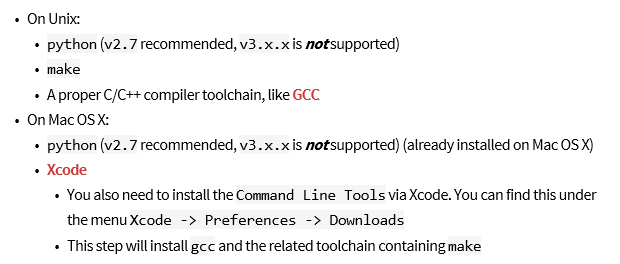 • On Unix:
• python (v2.7 recommended, v3.x.x is not supported)
• make
• A proper C/C++ compiler toolchain, like GCC
• On Mac OS X:
• python (v2.7 recommended, v3.x.x is not supported) (already installed on Mac OS X)
• Xcode
• You also need to install the Command Line Tools via Xcode. You can find this under
the menu Xcode -> Preferences -> Downloads
• This step will install gcc and the related toolchain containing make